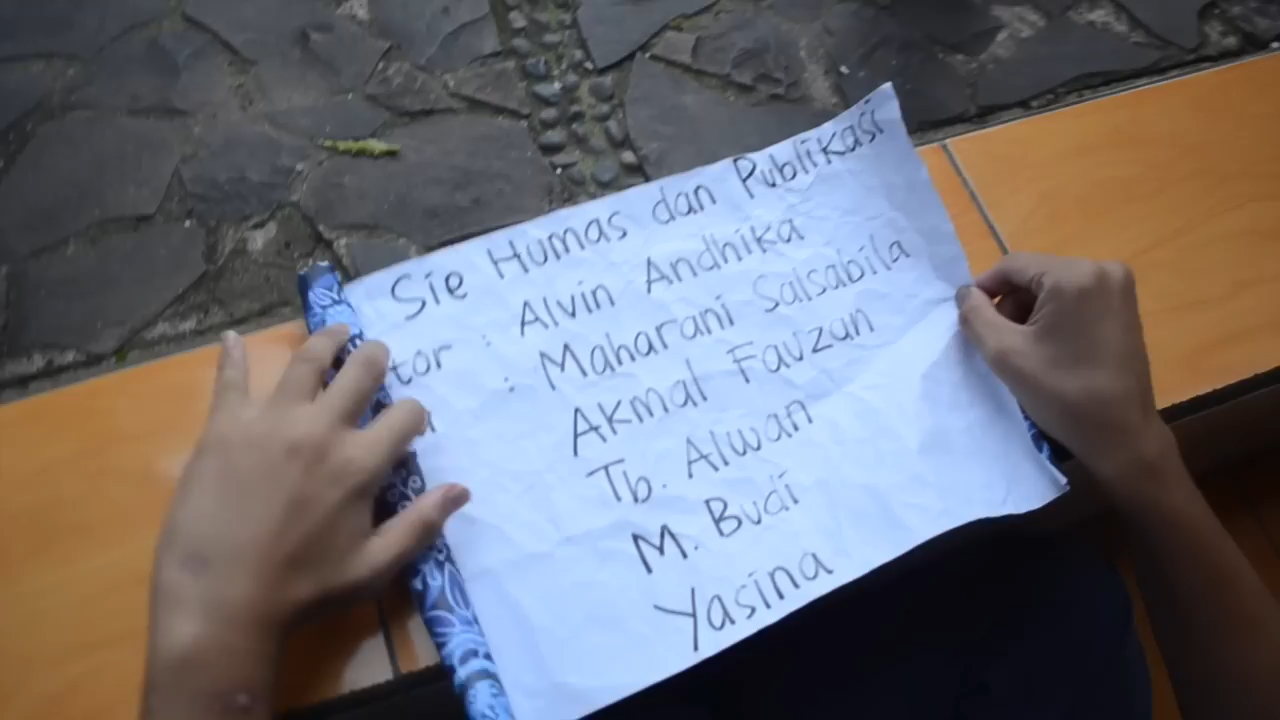 Sie Humas dan Publikasi
tor : Alvin Andhika
: Maharani Salsabila
Akmal Fauzan
Tb. Alwan
M. Budi
Yasina